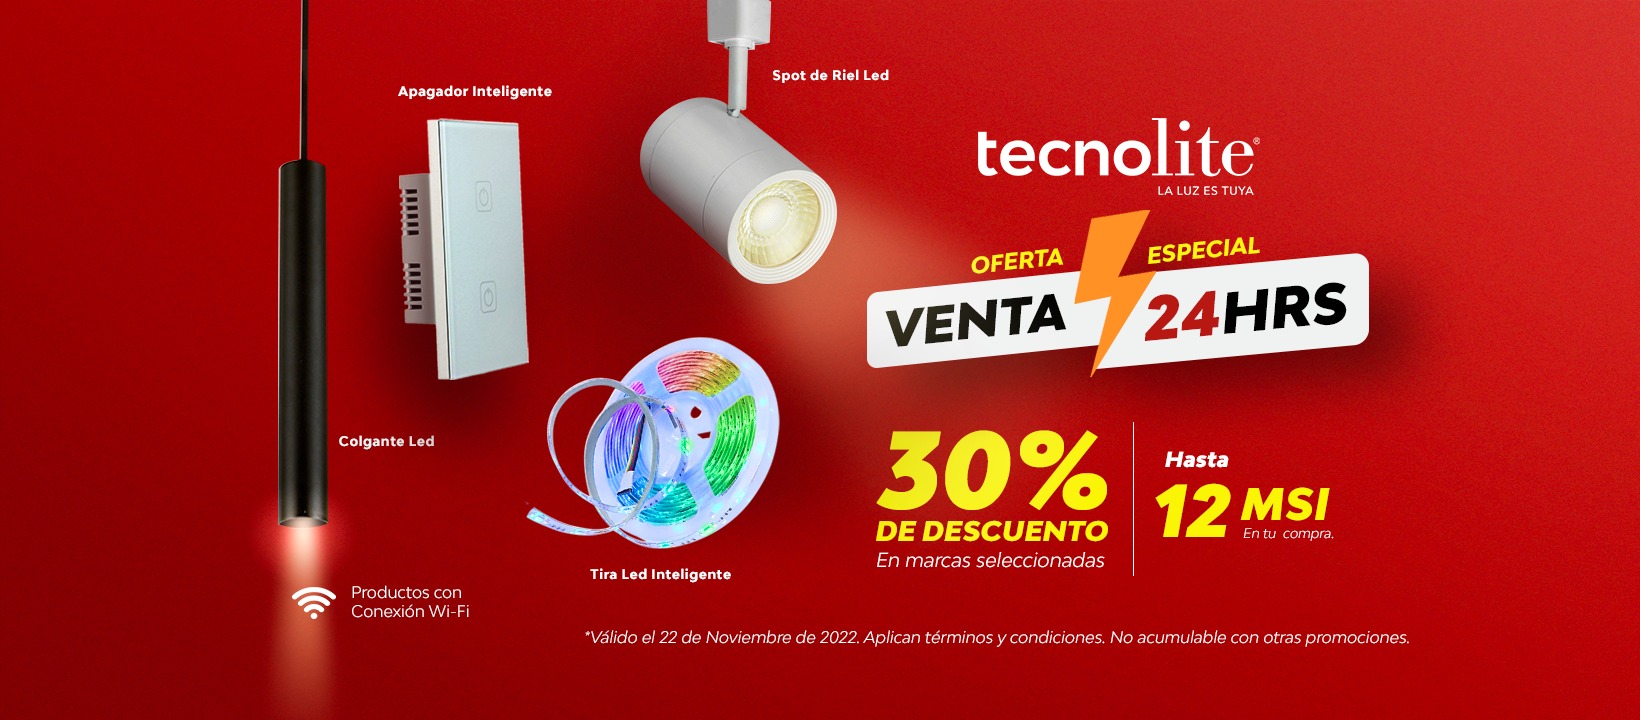 Apagador Inteligente
Spot de Riel Led
Colgante Led
Tira Led Inteligente
Productos con
Conexión Wi-Fi
tecnolite®
LA LUZ ES TUYA
OFERTA ESPECIAL
VENTA 24HRS
30%
DE DESCUENTO
En marcas seleccionadas
Hasta
12 MSI
En tu compra.
*Válido el 22 de Noviembre de 2022. Aplican términos y condiciones. No acumulable con otras promociones.